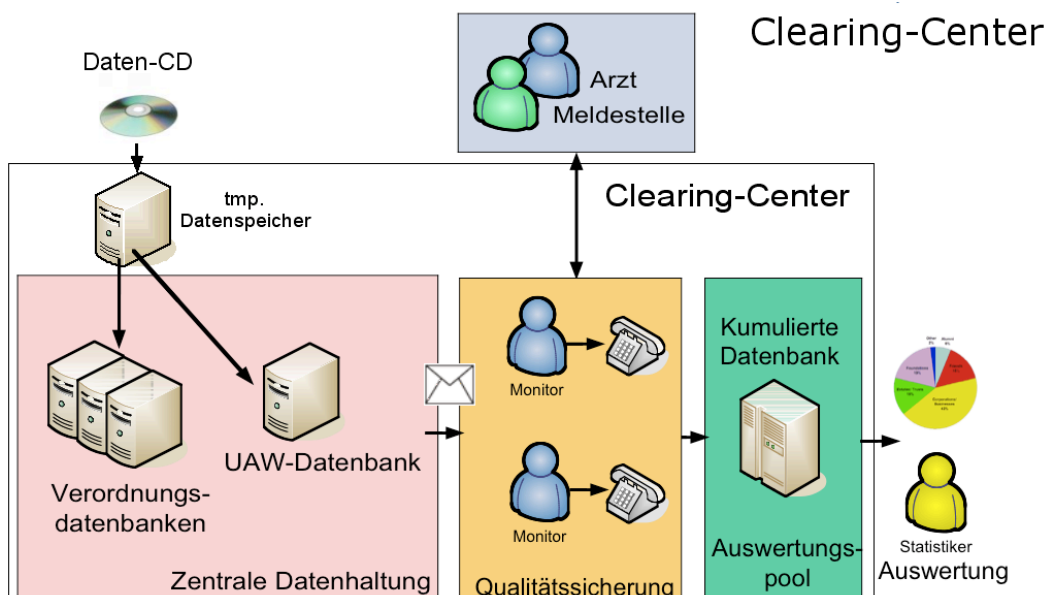 Clearing-Center
Daten-CD
Arzt
Meldestelle
tmp.
Datenspeicher
Clearing-Center
Verordnungs-
datenbanken
UAW-Datenbank
Zentrale Datenhaltung
Monitor
Monitor
Qualitätssicherung
Kumulierte
Datenbank
Auswertungs-
pool
Statistiker
Auswertung